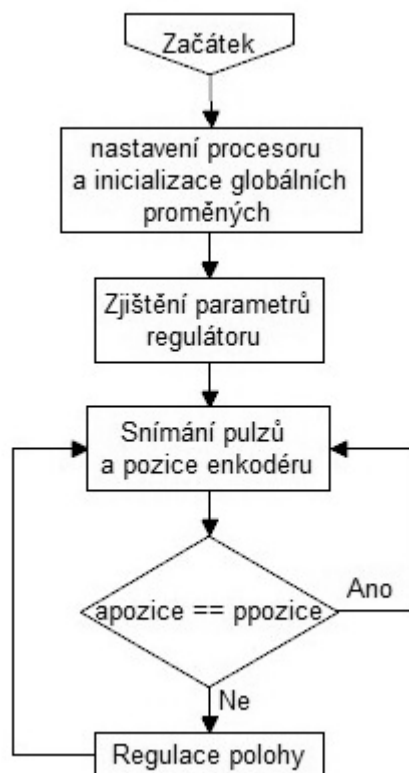 Začátek
nastavení procesoru
a inicializace globálních
proměných
Zjištění parametrů
regulátoru
Snímání pulzů
a pozice enkodéru
apozice == ppozice
Ano
Ne
Regulace polohy